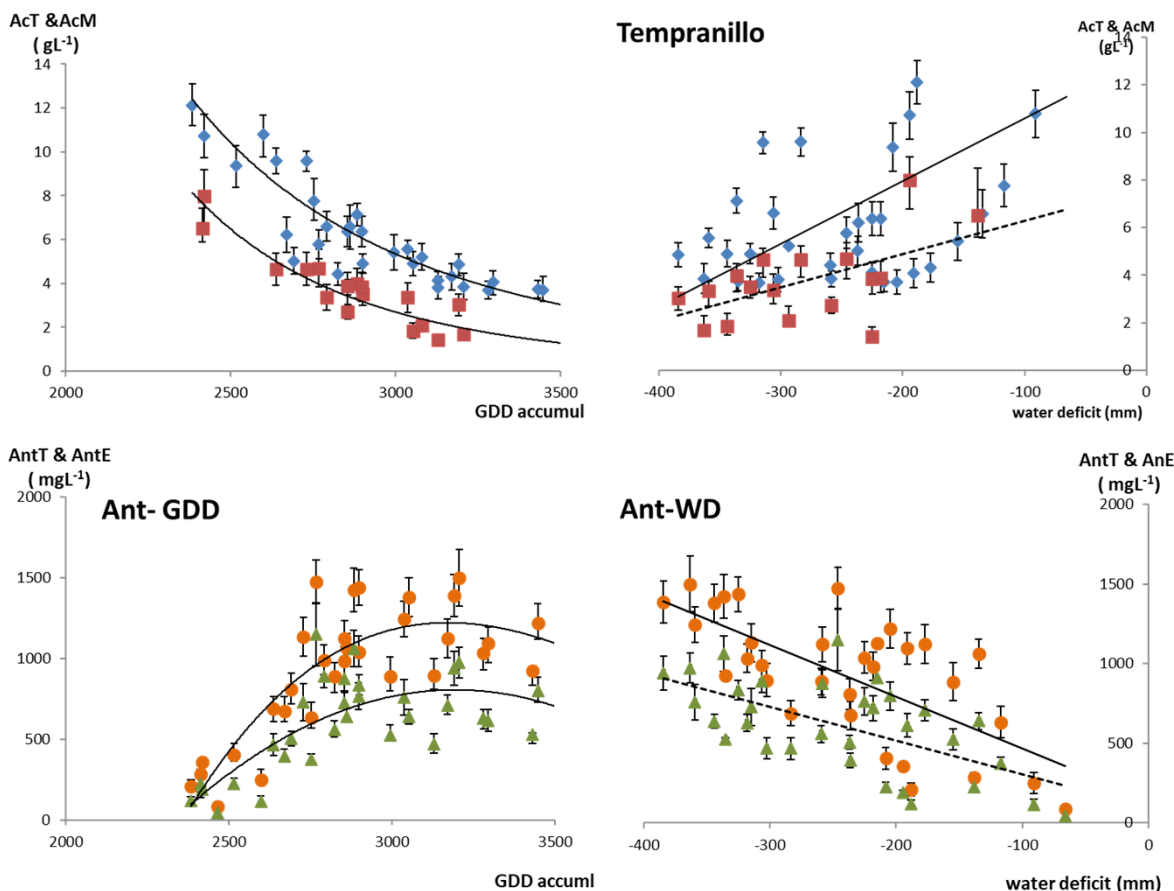 AcT &AcM
( gL-1)
14
12
10
8
6
4
2
0
2000
2500
3000
3500
GDD accumul
Tempranillo
AcT & AcM
(gL-1)
14
12
10
8
6
4
2
0
-400
-300
-200
-100
0
water deficit (mm)
AntT & AntE
( mgL-1)
Ant- GDD
2000
1500
1000
500
0
2000
2500
3000
3500
GDD accumul
Ant-WD
AntT & AnE
( mgL-1)
2000
1500
1000
500
0
-400
-300
-200
-100
0
water deficit (mm)